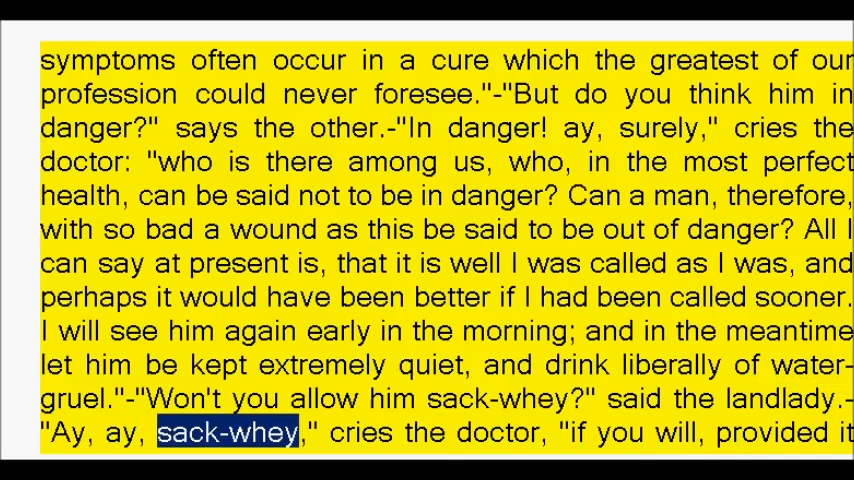 symptoms often occur in a cure which the greatest of our
profession could never foresee."-"But do you think him in
danger?" says the other.-"In danger! ay, surely," cries the
doctor: "who is there among us, who, in the most perfect
health, can be said not to be in danger? Can a man, therefore,
with so bad a wound as this be said to be out of danger? All I
can say at present is, that it is well I was called as I was, and
perhaps it would have been better if I had been called sooner.
I will see him again early in the morning; and in the meantime
let him be kept extremely quiet, and drink liberally of water-
gruel."-"Won't you allow him sack-whey?" said the landlady.-
"Ay, ay, sack-whey," cries the doctor, "if you will, provided it